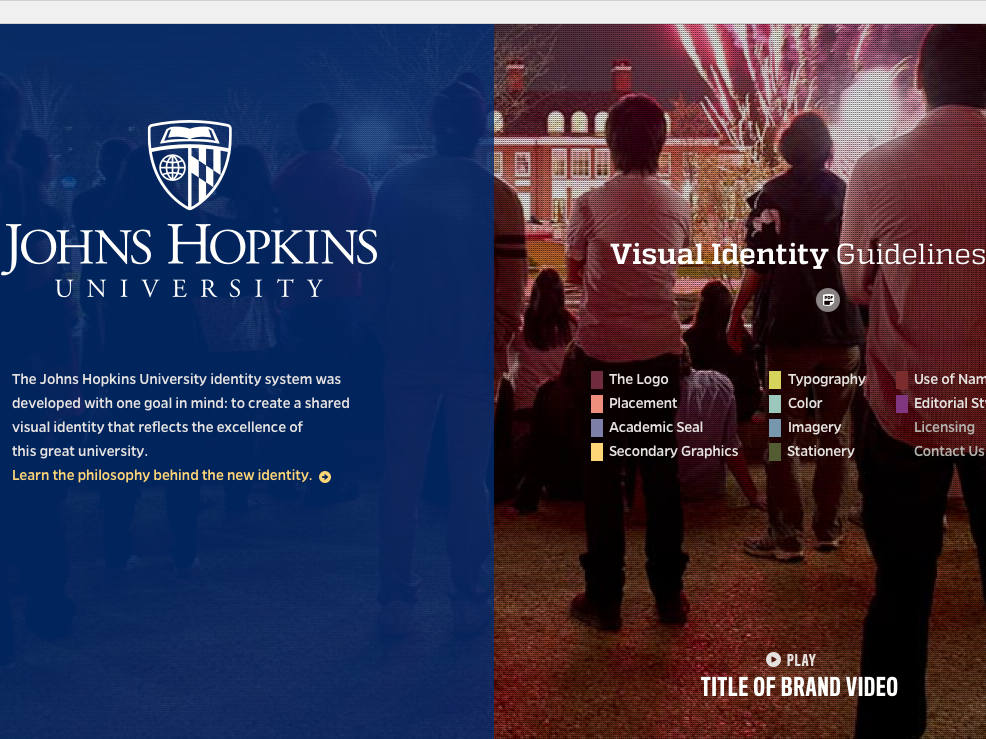 JOHNS HOPKINS
UNIVERSITY
The Johns Hopkins University identity system was
developed with one goal in mind: to create a shared
visual identity that reflects the excellence of
this great university.
Learn the philosophy behind the new identity.
Visual Identity Guidelines
The Logo
Placement
Academic Seal
Secondary Graphics
Typography
Color
Imagery
Stationery
Use of Nam
Editorial St
Licensing
Contact Us
PLAY
TITLE OF BRAND VIDEO